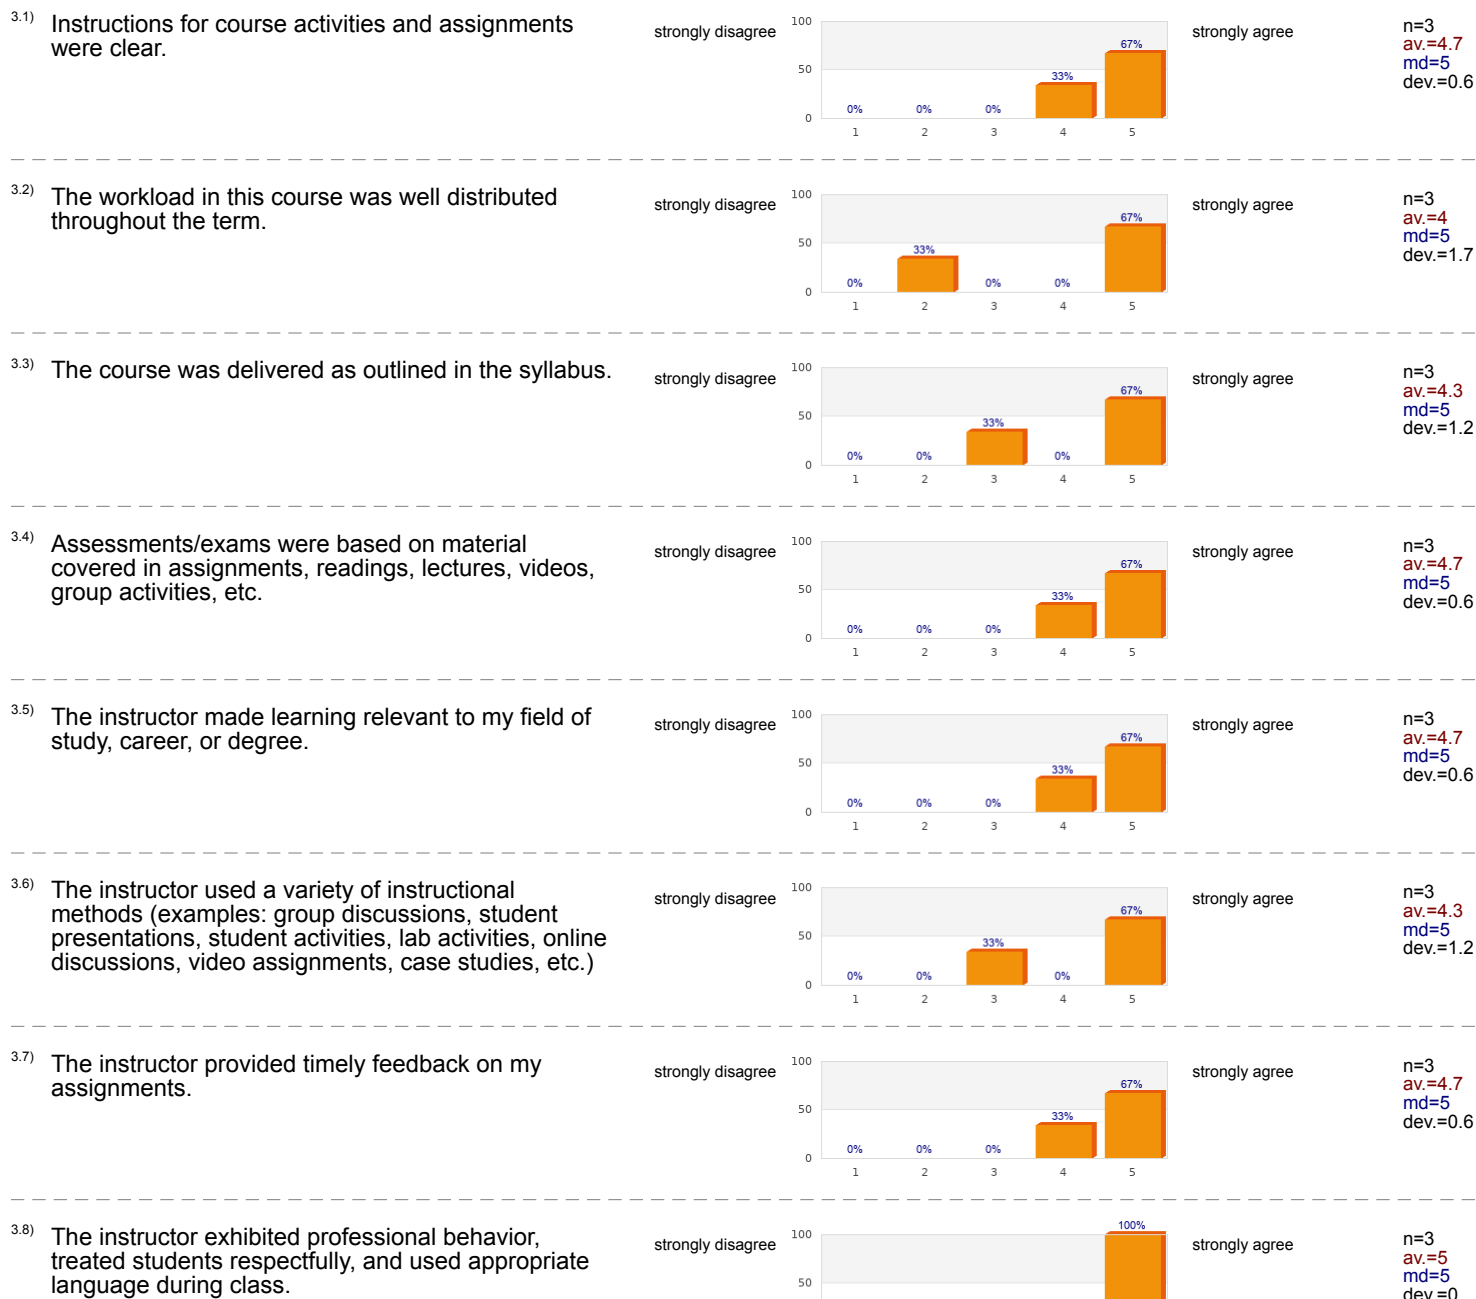 3.1) Instructions for course activities and assignments
were clear.
strongly disagree
100
50
0
0%
0%
0%
33%
67%
1 2 3 4 5
strongly agree
n=3
av.=4.7
md=5
dev.=0.6
3.2) The workload in this course was well distributed
throughout the term.
strongly disagree
100
50
0
0%
33%
0%
0%
67%
1 2 3 4 5
strongly agree
n=3
av.=4
md=5
dev.=1.7
3.3) The course was delivered as outlined in the syllabus.
strongly disagree
100
50
0
0%
0%
33%
0%
67%
1 2 3 4 5
strongly agree
n=3
av.=4.3
md=5
dev.=1.2
3.4) Assessments/exams were based on material
covered in assignments, readings, lectures, videos,
group activities, etc.
strongly disagree
100
50
0
0%
0%
0%
33%
67%
1 2 3 4 5
strongly agree
n=3
av.=4.7
md=5
dev.=0.6
3.5) The instructor made learning relevant to my field of
study, career, or degree.
strongly disagree
100
50
0
0%
0%
0%
33%
67%
1 2 3 4 5
strongly agree
n=3
av.=4.7
md=5
dev.=0.6
3.6) The instructor used a variety of instructional
methods (examples: group discussions, student
presentations, student activities, lab activities, online
discussions, video assignments, case studies, etc.)
strongly disagree
100
50
0
0%
0%
33%
0%
67%
1 2 3 4 5
strongly agree
n=3
av.=4.3
md=5
dev.=1.2
3.7) The instructor provided timely feedback on my
assignments.
strongly disagree
100
50
0
0%
0%
0%
33%
67%
1 2 3 4 5
strongly agree
n=3
av.=4.7
md=5
dev.=0.6
3.8) The instructor exhibited professional behavior,
treated students respectfully, and used appropriate
language during class.
strongly disagree
100
50
100%
strongly agree
n=3
av.=5
md=5
dev.=0